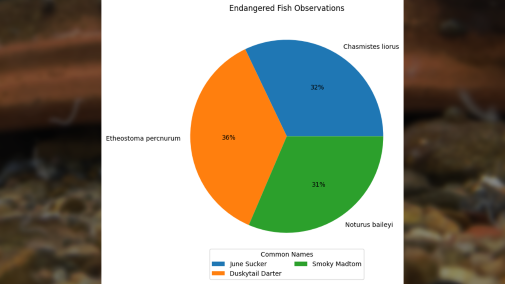 Endangered Fish Observations
Chasmistes liorus
32%
Etheostoma percnurum
36%
31%
Noturus baileyi
Common Names
June Sucker
Smoky Madtom
Duskytail Darter